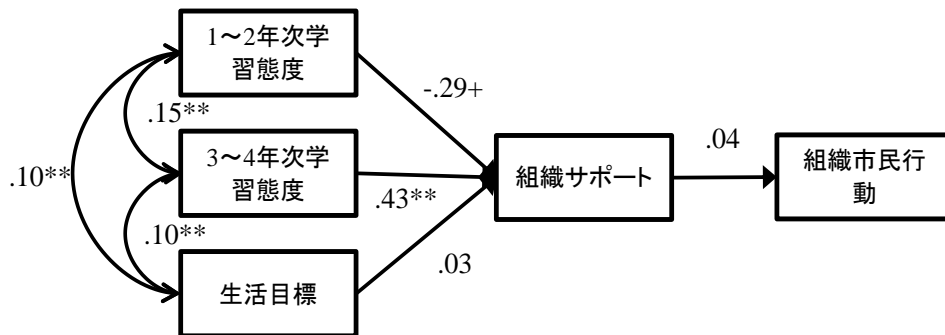 1～2年次学
習態度
-.29+
.15**
.10**
3～4年次学
習態度
.43**
組織サポート
.04
組織市民行
動
.10**
.03
生活目標